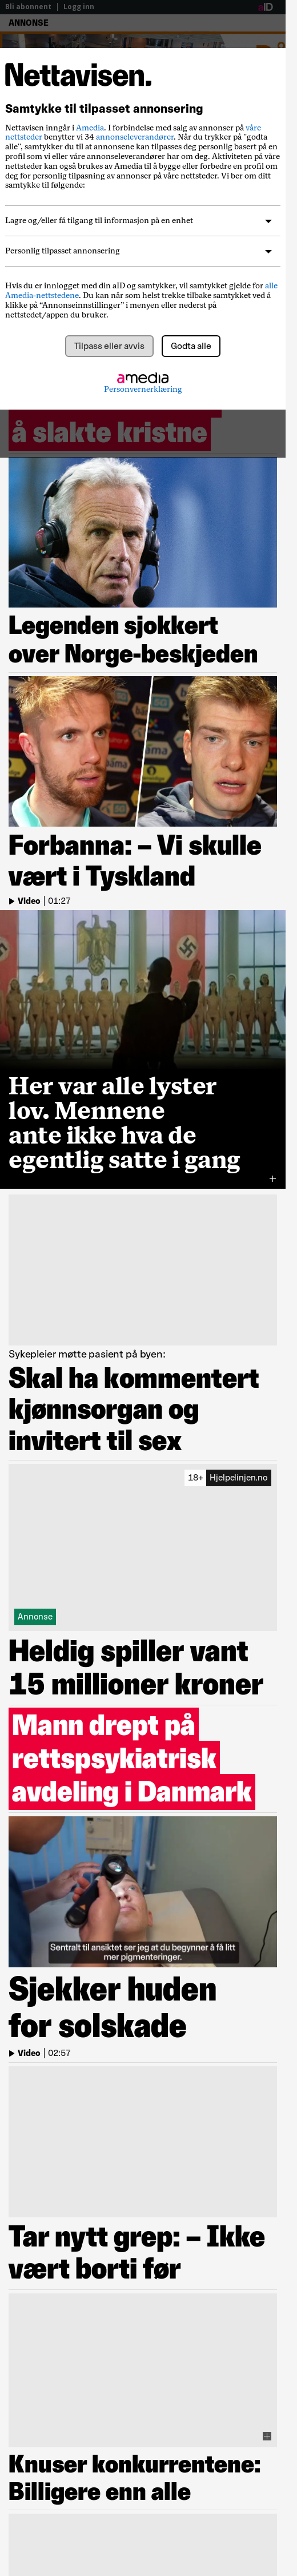 Bli abonnent | Logg inn
aID
ANNONSE
Nettavisen.
Samtykke til tilpasset annonsering
Nettavisen inngår i Amedia. I forbindelse med salg av annonser på våre
nettsteder benytter vi 34 annonseleverandører. Når du trykker på "godta
alle", samtykker du til at annonsene kan tilpasses deg personlig basert på en
profil som vi eller våre annonseleverandører har om deg. Aktiviteten på våre
nettsteder kan også brukes av Amedia til å bygge eller forbedre en profil om
deg for personlig tilpasning av annonser på våre nettsteder. Vi ber om ditt
samtykke til følgende:
Lagre og/eller få tilgang til informasjon på en enhet
Personlig tilpasset annonsering
Hvis du er innlogget med din aID og samtykker, vil samtykket gjelde for alle
Amedia-nettstedene. Du kan når som helst trekke tilbake samtykket ved å
klikke på “Annonseinnstillinger” i menyen eller nederst på
nettstedet/appen du bruker.
Tilpass eller avvis
Godta alle
amedia
Personvernerklæring
å slakte kristne
Legenden sjokkert
over Norge-beskjeden
Forbanna: – Vi skulle
vært i Tyskland
Video | 01:27
Her var alle lyster
lov. Mennene
ante ikke hva de
egentlig satte i gang
Sykepleier møtte pasient på byen:
Skal ha kommentert
kjønnsorgan og
invitert til sex
18+ Hjelpelinjen.no
Annonse
Heldig spiller vant
15 millioner kroner
Mann drept på
rettspsykiatrisk
avdeling i Danmark
Sentralt til ansiktet ser jeg at du begynner å få litt
mer pigmenteringer.
Sjekker huden
for solskade
Video | 02:57
Tar nytt grep: – Ikke
vært borti før
Knuser konkurrentene:
Billigere enn alle